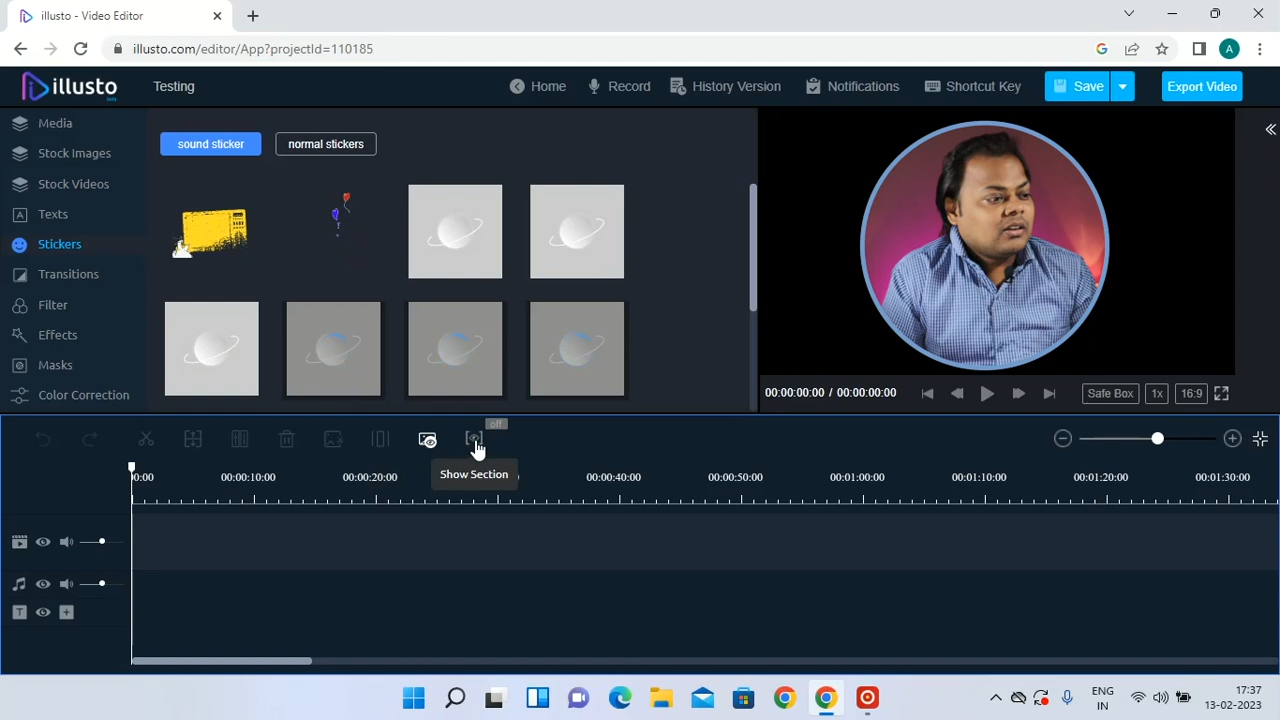 illusto - Video Editor
illusto.com/editor/App?projectId=110185
illusto Testing Home Record History Version Notifications Shortcut Key Save Export Video
Media
Stock Images
Stock Videos
Texts
Stickers
Transitions
Filter
Effects
Masks
Color Correction
sound sticker normal stickers
00:00:00:00 / 00:00:00:00 Safe Box 1x 16:9
off
Show Section
00:00 00:00:10:00 00:00:20:00 00:00:40:00 00:00:50:00 00:01:00:00 00:01:10:00 00:01:20:00 00:01:30:00
T
ENG
IN
17:37
13-02-2023
A